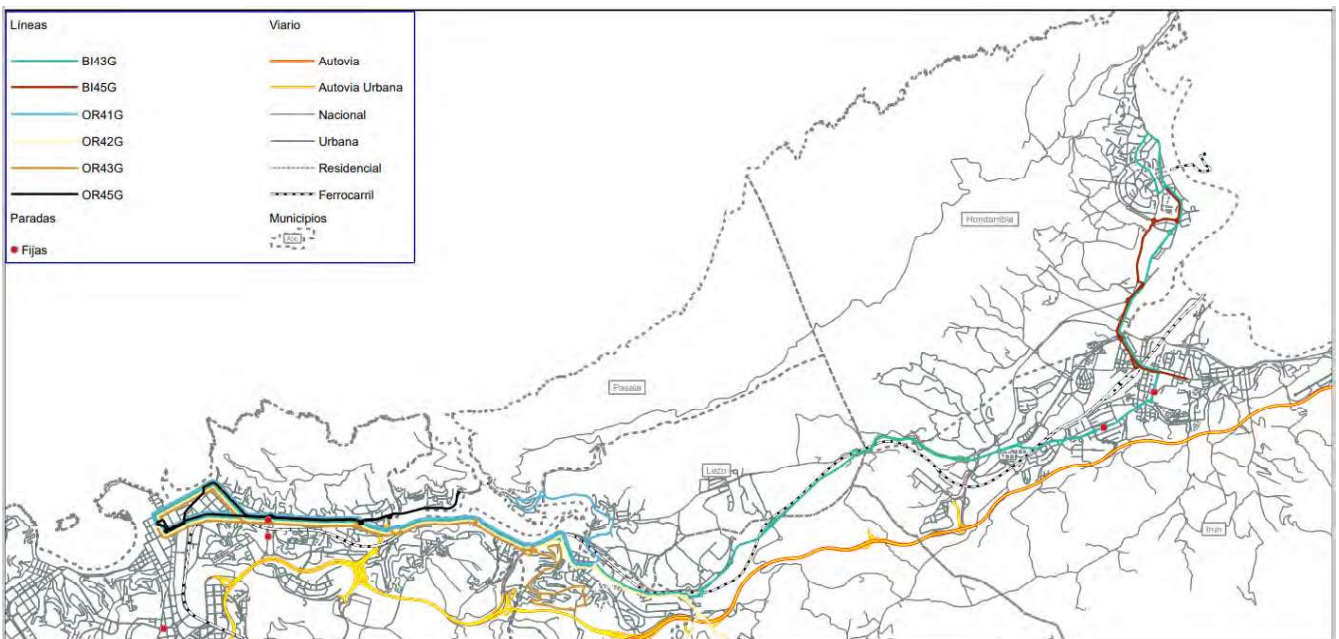 Líneas
BI43G
BI45G
OR41G
OR42G
OR43G
OR45G
Paradas
Fijas
Viario
Autovia
Autovia Urbana
Nacional
Urbana
Residencial
Ferrocarril
Municipios
Hondarribia
Pasaia
Lezo
Irun